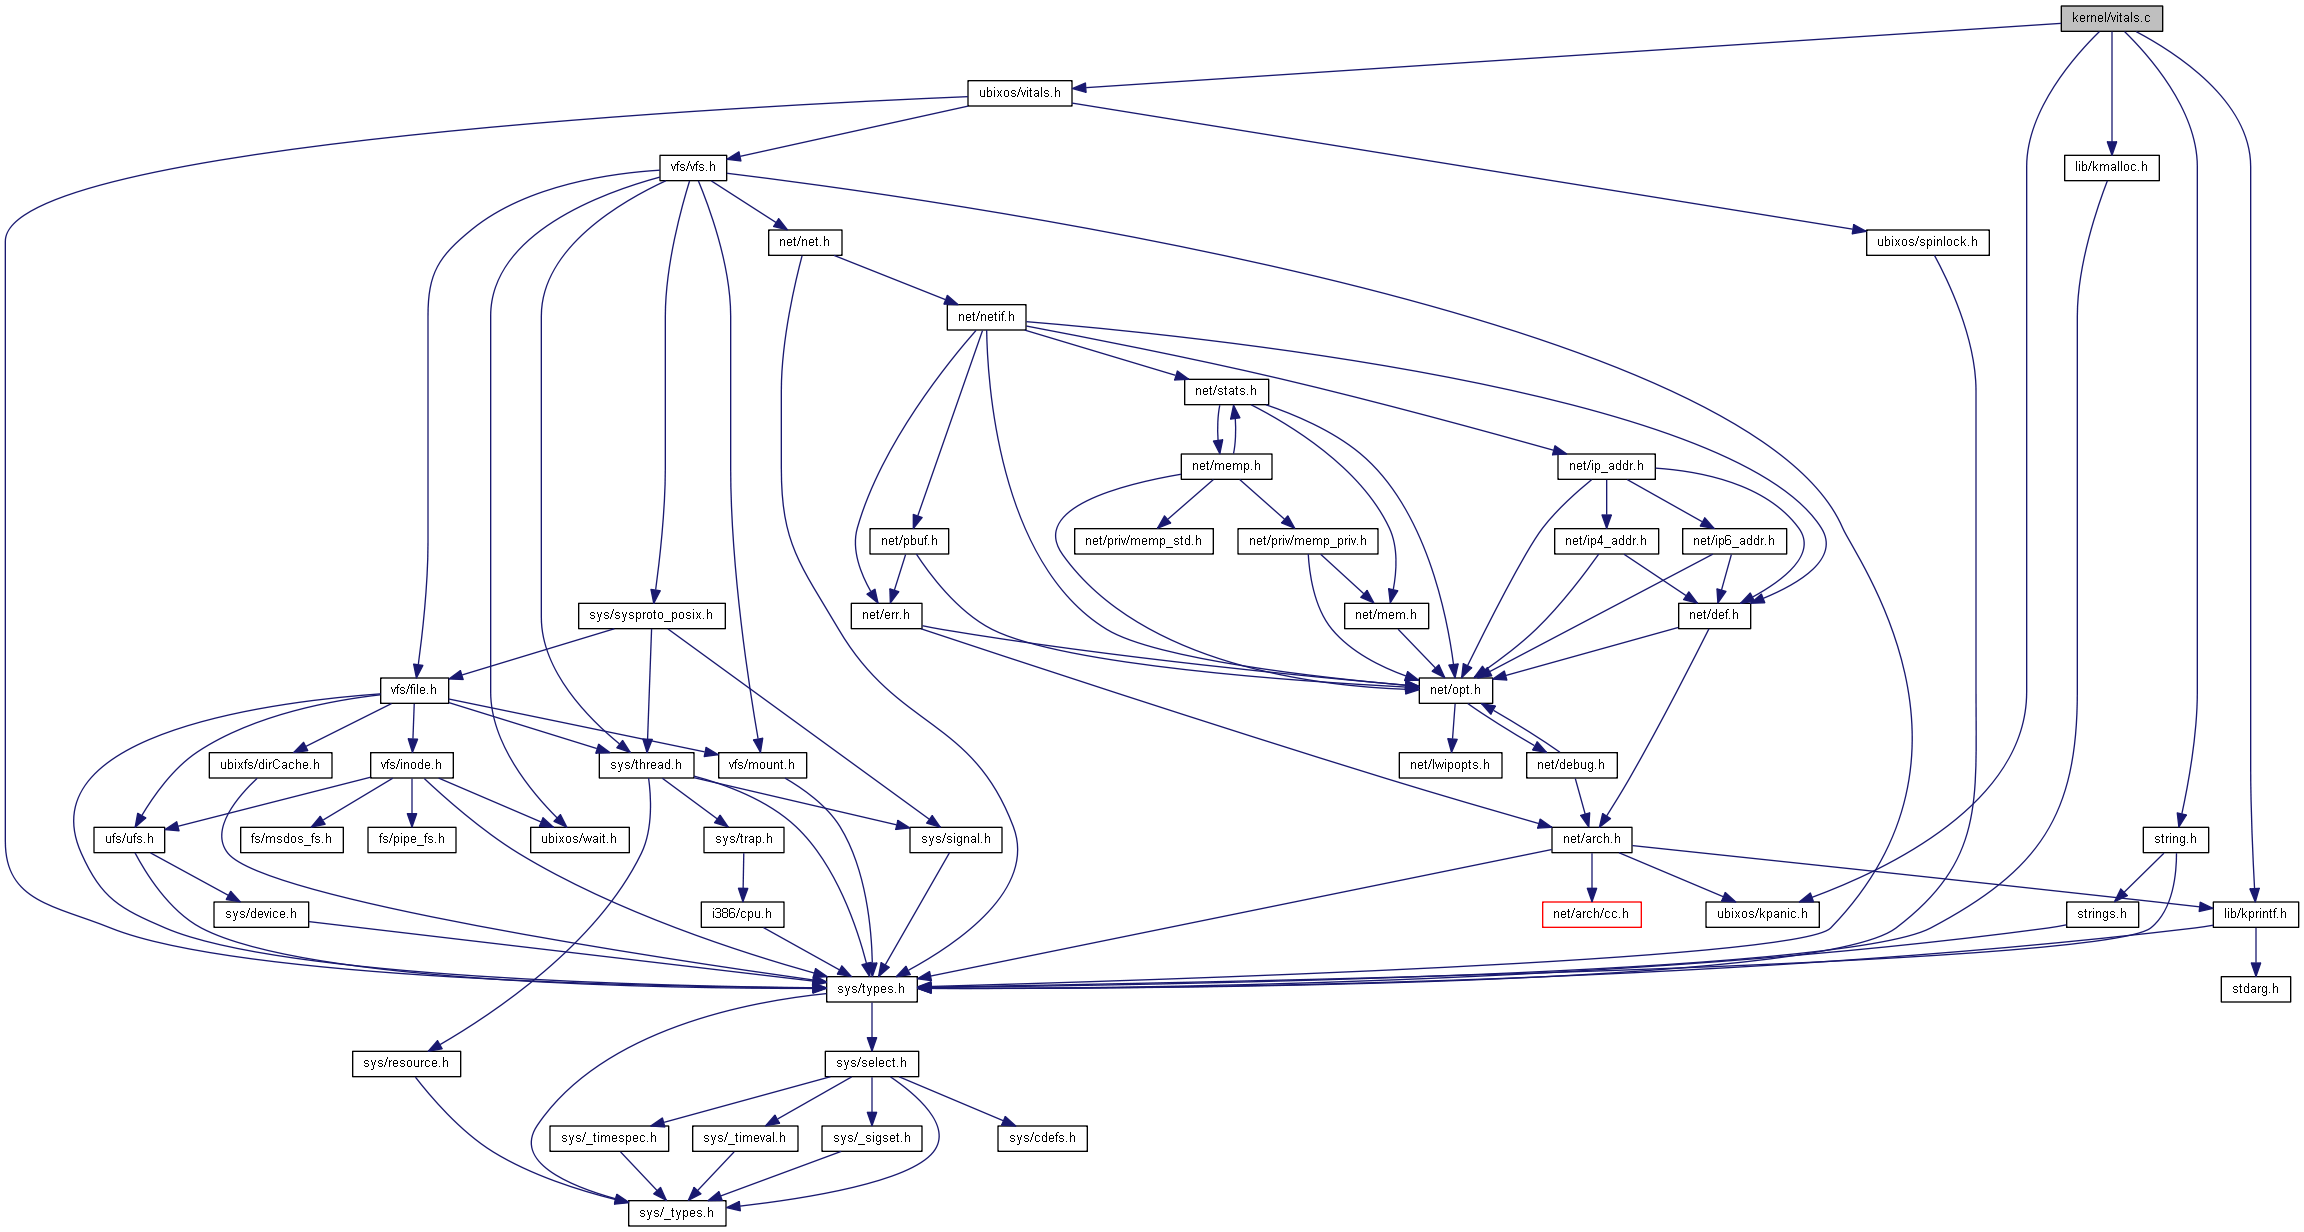 kernel/vitals.c
ubixos/vitals.h
vfs/vfs.h
lib/kmalloc.h
net/net.h
ubixos/spinlock.h
net/netif.h
net/stats.h
net/memp.h
net/ip_addr.h
net/pbuf.h
net/priv/memp_std.h
net/priv/memp_priv.h
net/ip4_addr.h
net/ip6_addr.h
sys/sysproto_posix.h
net/err.h
net/mem.h
net/def.h
vfs/file.h
net/opt.h
ubixfs/dirCache.h
vfs/inode.h
sys/thread.h
vfs/mount.h
net/lwipopts.h
net/debug.h
ufs/ufs.h
fs/msdos_fs.h
fs/pipe_fs.h
ubixos/wait.h
sys/trap.h
sys/signal.h
net/arch.h
string.h
sys/device.h
i386/cpu.h
net/arch/cc.h
ubixos/kpanic.h
strings.h
lib/kprintf.h
sys/types.h
stdarg.h
sys/resource.h
sys/select.h
sys/_timespec.h
sys/_timeval.h
sys/_sigset.h
sys/cdefs.h
sys/_types.h